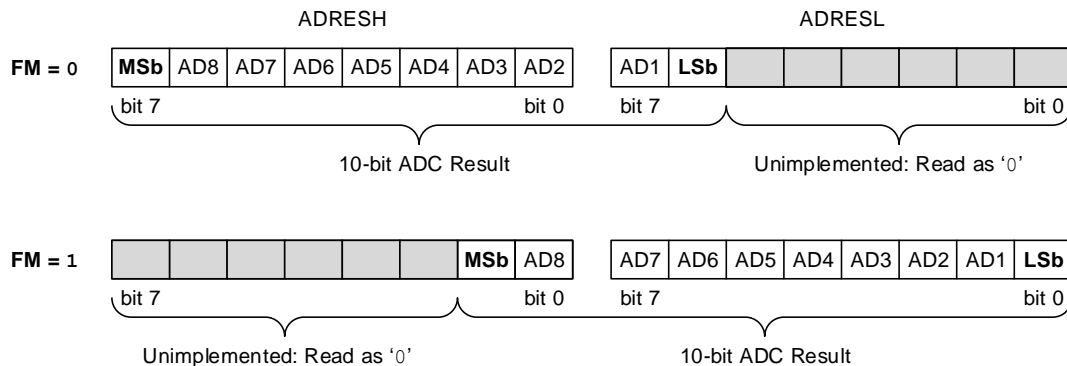 ADRESH ADRESL
FM = 0 MSb AD8 AD7 AD6 AD5 AD4 AD3 AD2 AD1 LSb
bit 7 bit 0 bit 7 bit 0
10-bit ADC Result Unimplemented: Read as ‘0’
FM = 1 MSb AD8 AD7 AD6 AD5 AD4 AD3 AD2 AD1 LSb
bit 7 bit 0 bit 7 bit 0
Unimplemented: Read as ‘0’ 10-bit ADC Result